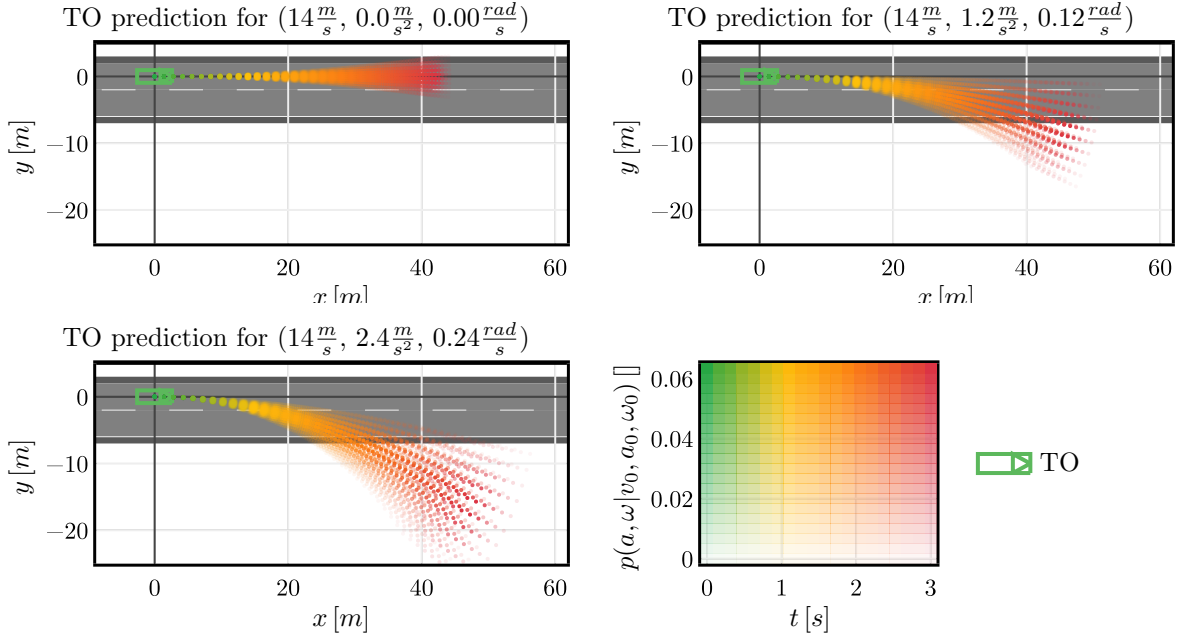 TO prediction for (14 m/s, 0.0 m/s², 0.00 rad/s)
TO prediction for (14 m/s, 1.2 m/s², 0.12 rad/s)
0
−10
−20
y [m]
0 20 40 60
x [m]
0
−10
−20
y [m]
0 20 40 60
x [m]
TO prediction for (14 m/s, 2.4 m/s², 0.24 rad/s)
0
−10
−20
y [m]
0 20 40 60
x [m]
0.06
0.04
0.02
0
p(a, ω|v₀, a₀, ω₀) []
0 1 2 3
t [s]
TO